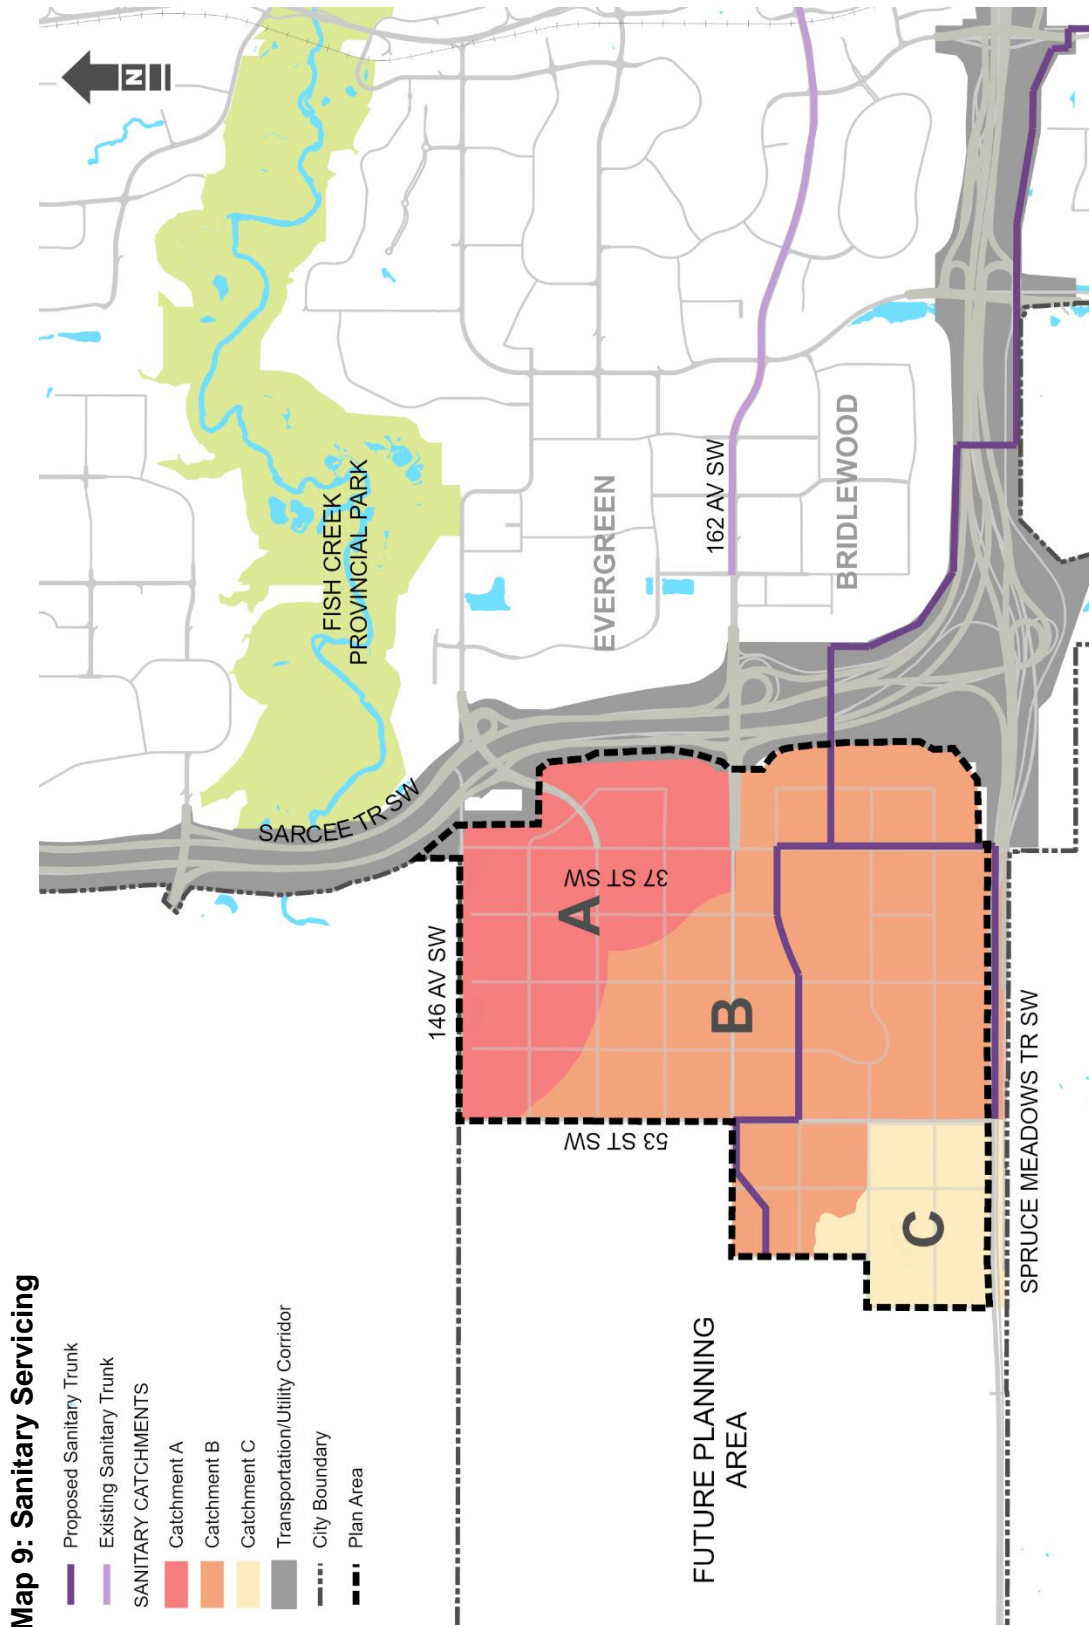 Map 9: Sanitary Servicing
Proposed Sanitary Trunk
Existing Sanitary Trunk
SANITARY CATCHMENTS
Catchment A
Catchment B
Catchment C
Transportation/Utility Corridor
City Boundary
Plan Area
N
FISH CREEK
PROVINCIAL PARK
SARCEE TR SW
146 AV SW
EVERGREEN
162 AV SW
BRIDLEWOOD
37 ST SW
A
B
53 ST SW
C
SPRUCE MEADOWS TR SW
FUTURE PLANNING
AREA